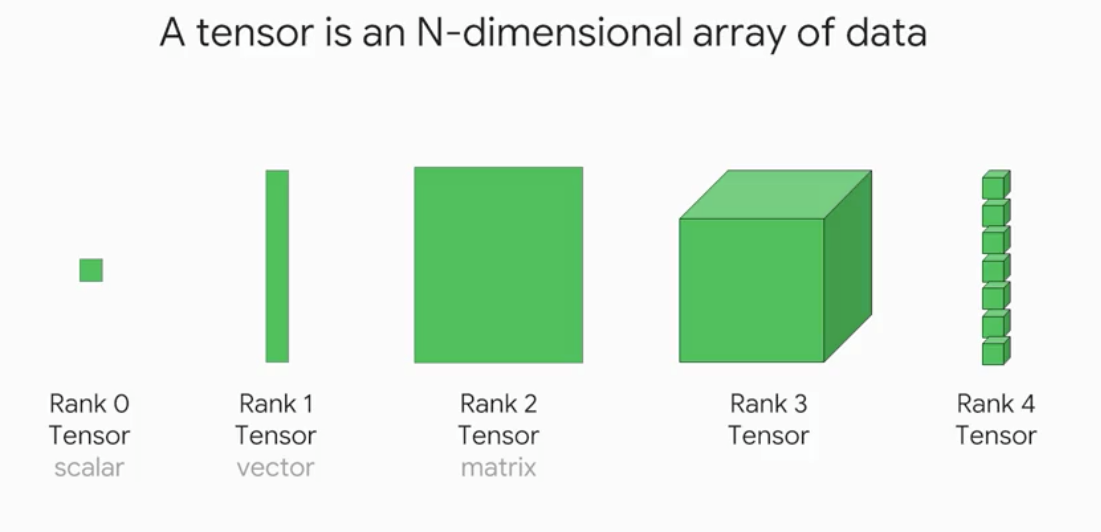 A tensor is an N-dimensional array of data
Rank 0
Tensor
scalar
Rank 1
Tensor
vector
Rank 2
Tensor
matrix
Rank 3
Tensor
Rank 4
Tensor